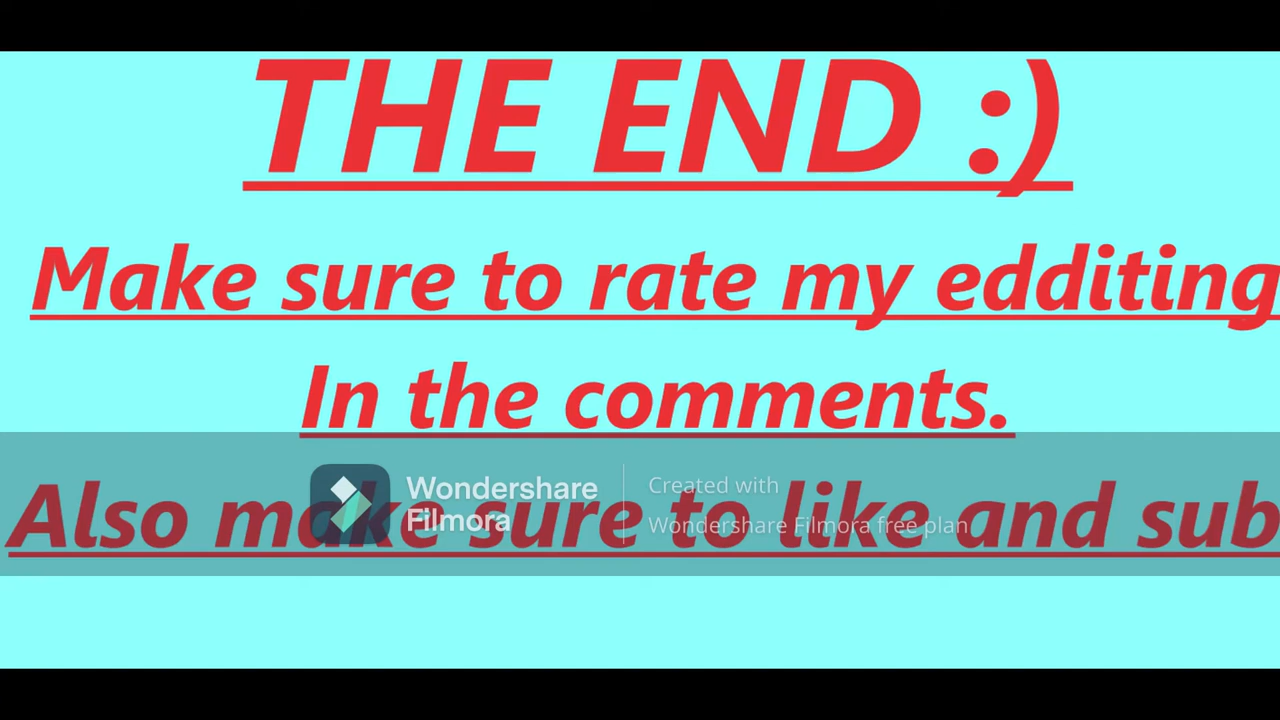 THE END :)
Make sure to rate my edditing
In the comments.
Also make sure to like and sub
Wondershare
Filmora
Created with
Wondershare Filmora free plan